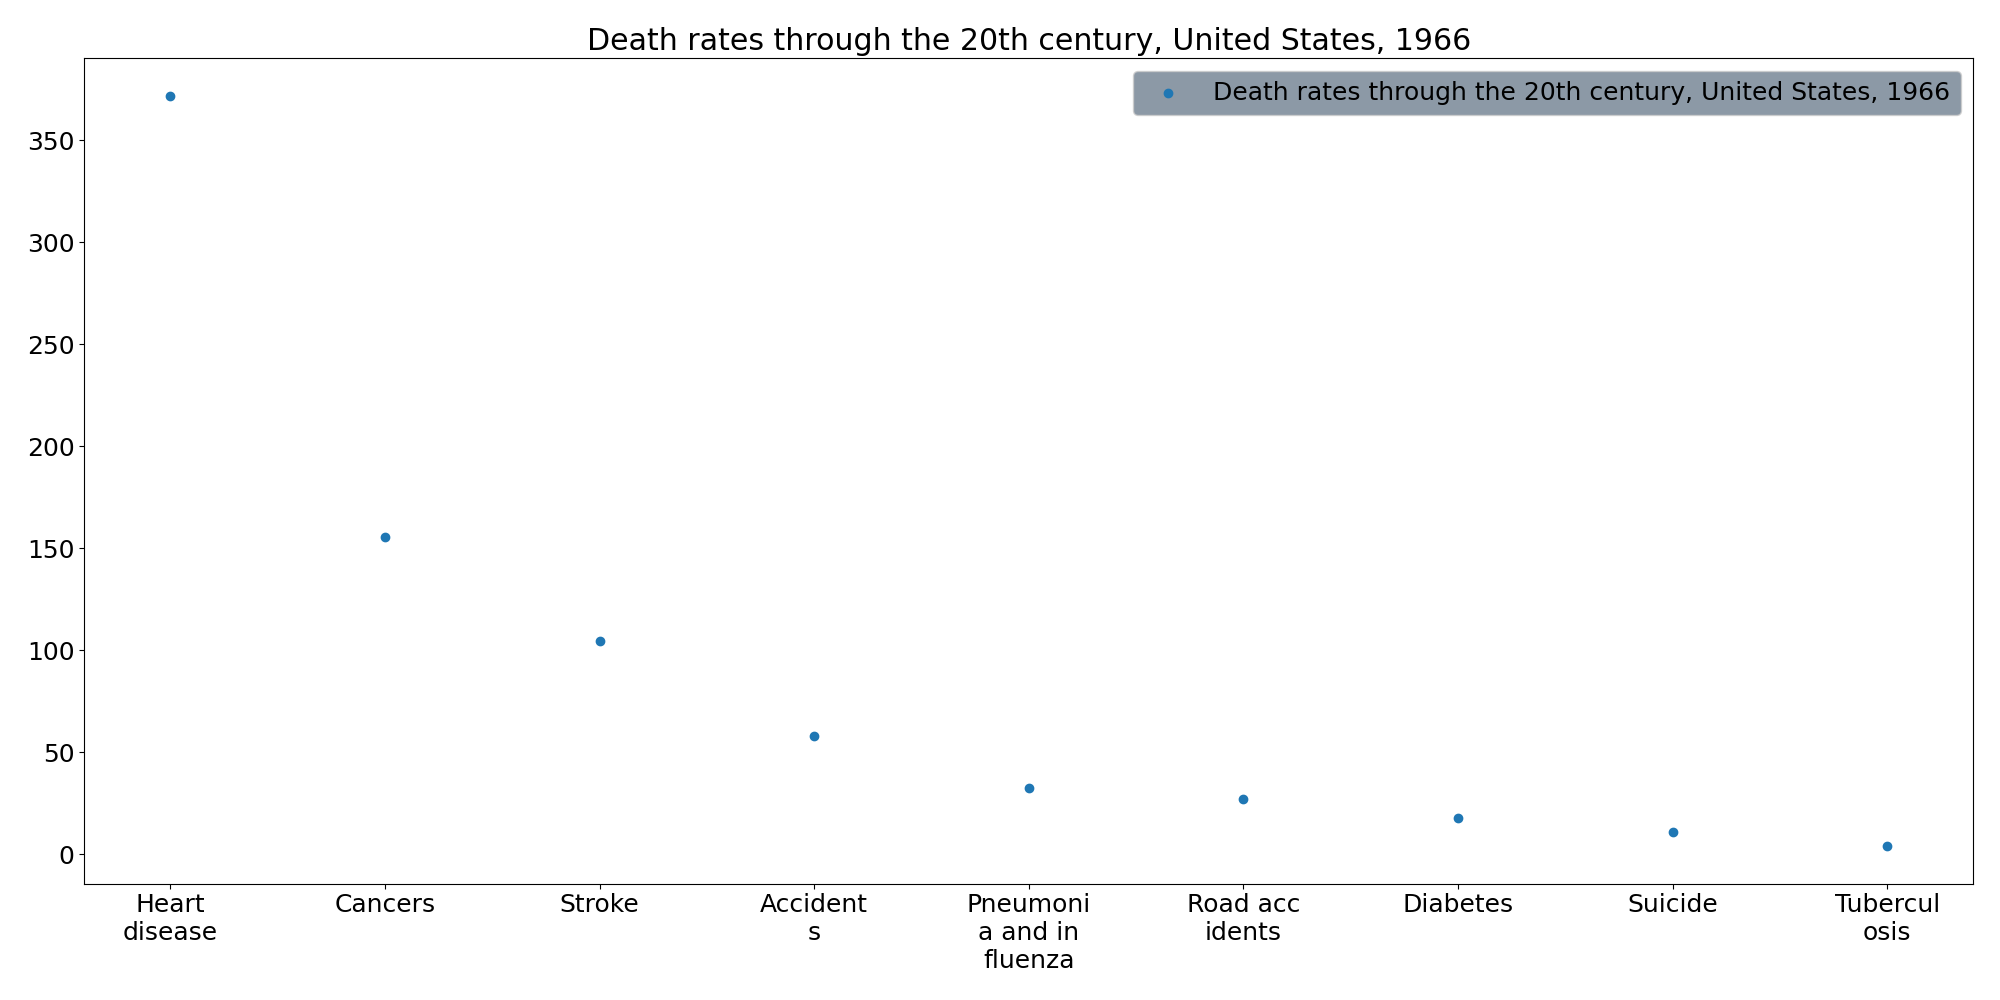 Death rates through the 20th century, United States, 1966
Death rates through the 20th century, United States, 1966
350
300
250
200
150
100
50
0
Heart
disease
Cancers
Stroke
Accident
s
Pneumoni
a and in
fluenza
Road acc
idents
Diabetes
Suicide
Tubercul
osis